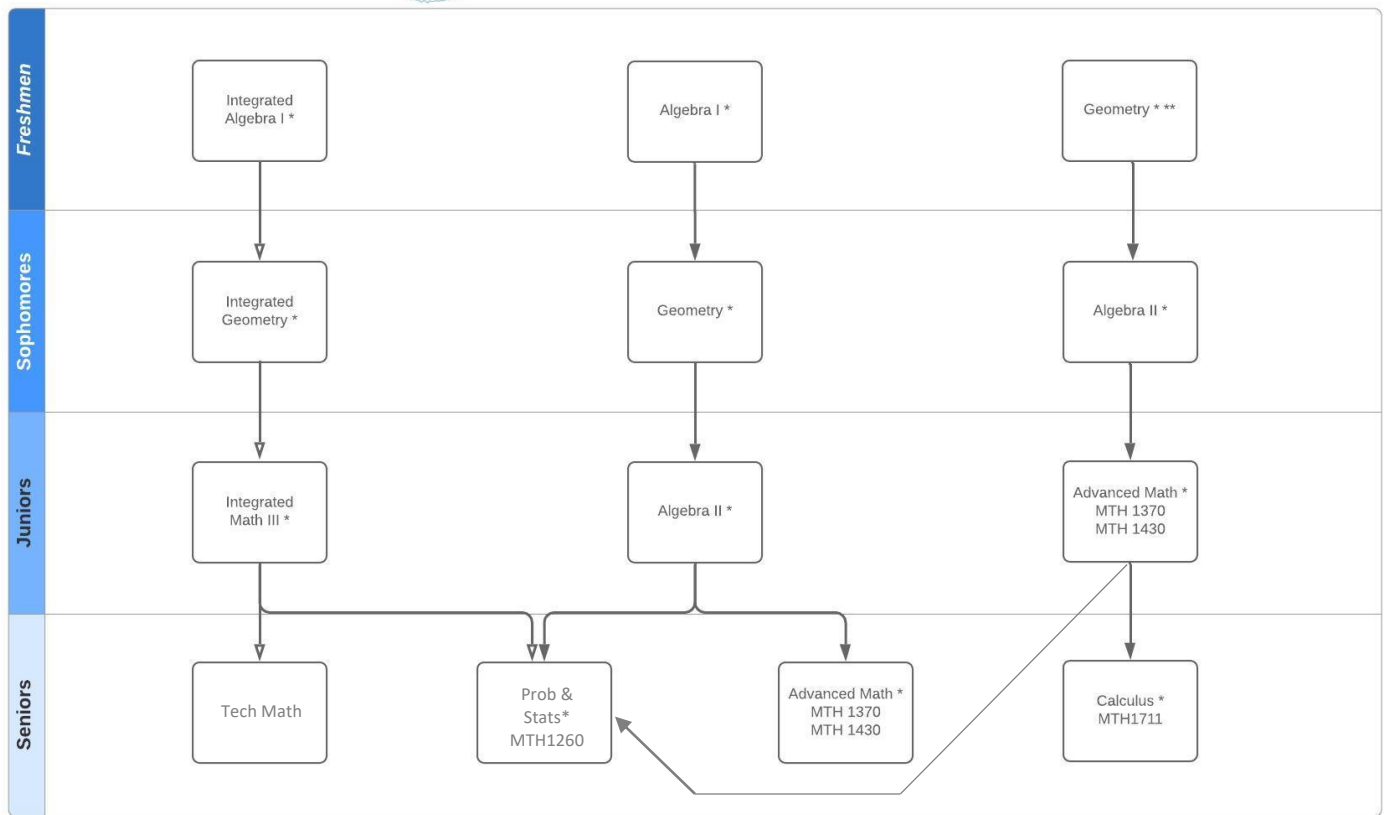 Freshmen
Integrated
Algebra I *
Algebra I *
Geometry * **
Sophomores
Integrated
Geometry *
Geometry *
Algebra II *
Juniors
Integrated
Math III *
Algebra II *
Advanced Math *
MTH 1370
MTH 1430
Seniors
Tech Math
Prob &
Stats*
MTH1260
Advanced Math *
MTH 1370
MTH 1430
Calculus *
MTH1711